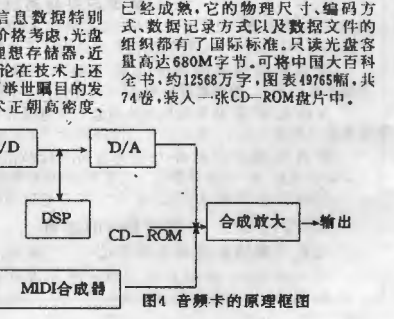 信息数据特别
价格考虑,光盘
理想存储器。近
论在技术上还
举世瞩目的发
术正朝高密度、
已经成熟,它的物理尺寸、编码方
式、数据记录方式以及数据文件的
组织都有了国际标准。只读光盘容
量高达680M字节。可将中国大百科
全书,约12568万字,图表49765幅,共
74卷,装入一张CD—ROM盘片中。
/D
D/A
DSP
CD—ROM
合成放大
输出
MIDI合成器
图4 音频卡的原理框图